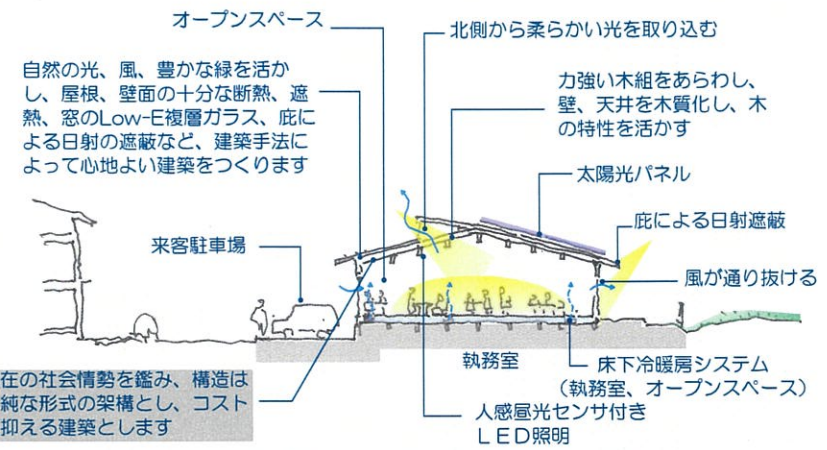 オープンスペース
北側から柔らかい光を取り込む
自然の光、風、豊かな緑を活か
し、屋根、壁面の十分な断熱、遮
熱、窓のLow-E複層ガラス、庇に
よる日射の遮蔽など、建築手法に
よって心地よい建築をつくります
力強い木組をあらわし、
壁、天井を木質化し、木
の特性を活かす
太陽光パネル
庇による日射遮蔽
来客駐車場
風が通り抜ける
執務室
床下冷暖房システム
（執務室、オープンスペース）
在の社会情勢を鑑み、構造は
純な形式の架構とし、コスト
抑える建築とします
人感昼光センサ付き
ＬＥＤ照明